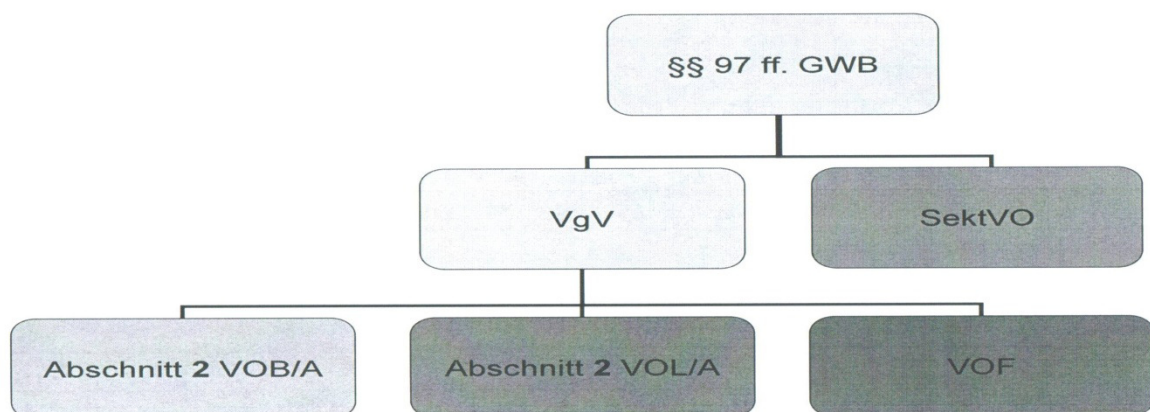 §§ 97 ff. GWB
VgV
SektVO
Abschnitt 2 VOB/A
Abschnitt 2 VOL/A
VOF